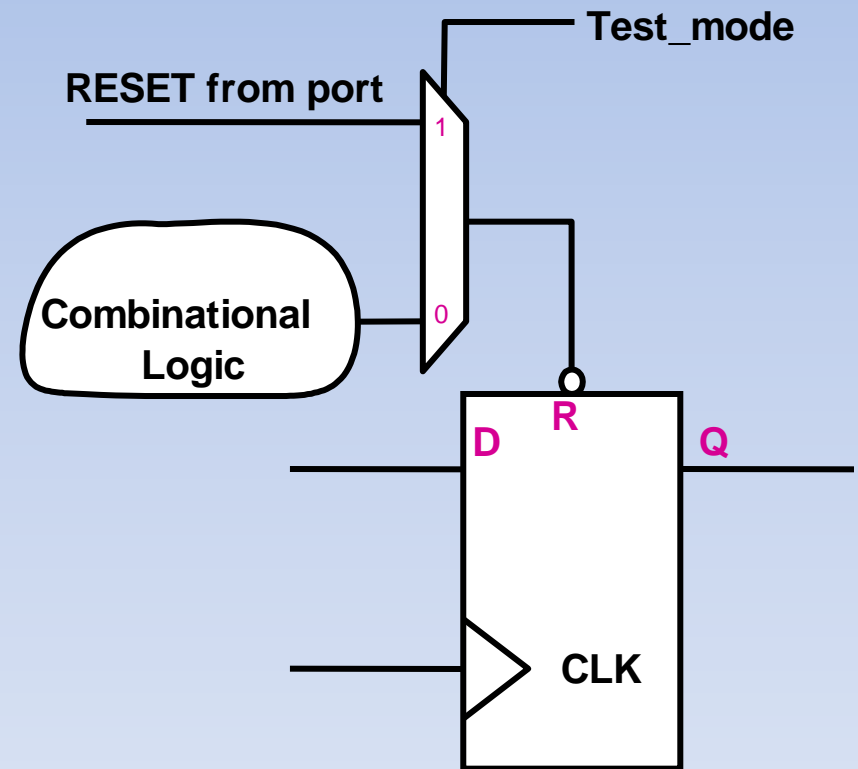 Test_mode
RESET from port
1
Combinational
Logic
0
R
D
Q
CLK